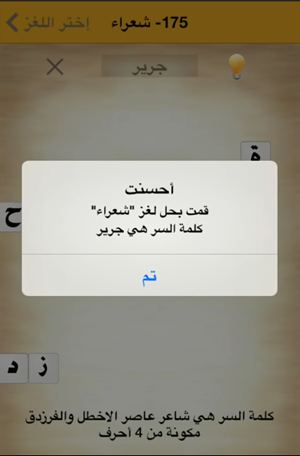 175- شعراء
إختر اللغز
جرير
ة
أحسنت
قمت بحل لغز "شعراء"
كلمة السر هي جرير
ح
تم
ز
د
كلمة السر هي شاعر عاصر الاخطل والفرزدق
مكونة من 4 أحرف